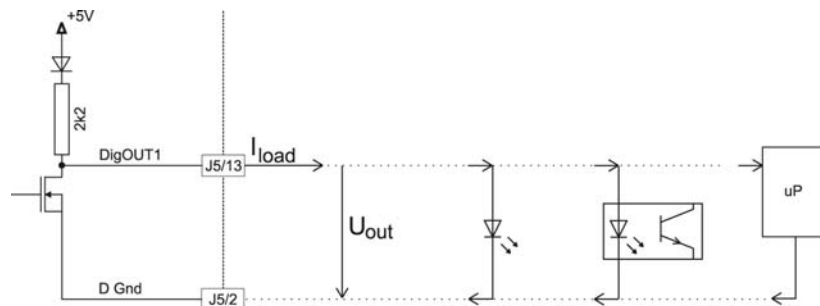 +5V
2k2
DigOUT1
J5/13
Iload
uP
Uout
D Gnd
J5/2